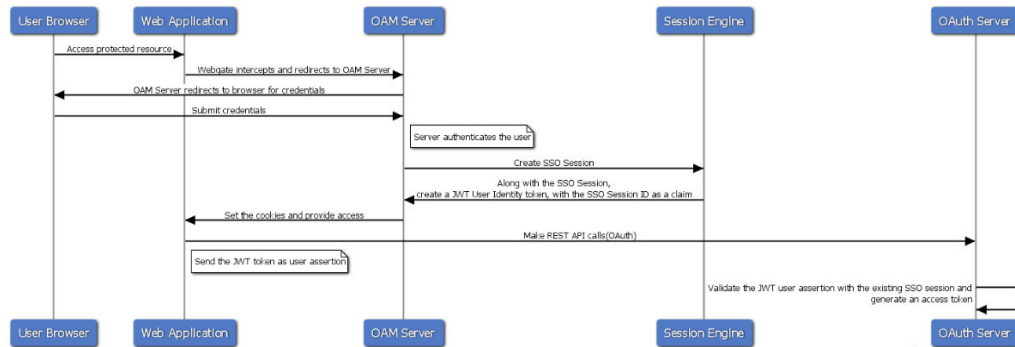 User Browser
Web Application
OAM Server
Session Engine
OAuth Server
Access protected resource
Webgate intercepts and redirects to OAM Server
OAM Server redirects to browser for credentials
Submit credentials
Server authenticates the user
Create SSO Session
Along with the SSO Session,
create a JWT User Identity token, with the SSO Session ID as a claim
Set the cookies and provide access
Make REST API calls(OAuth)
Send the JWT token as user assertion
Validate the JWT user assertion with the existing SSO session and
generate an access token
User Browser
Web Application
OAM Server
Session Engine
OAuth Server